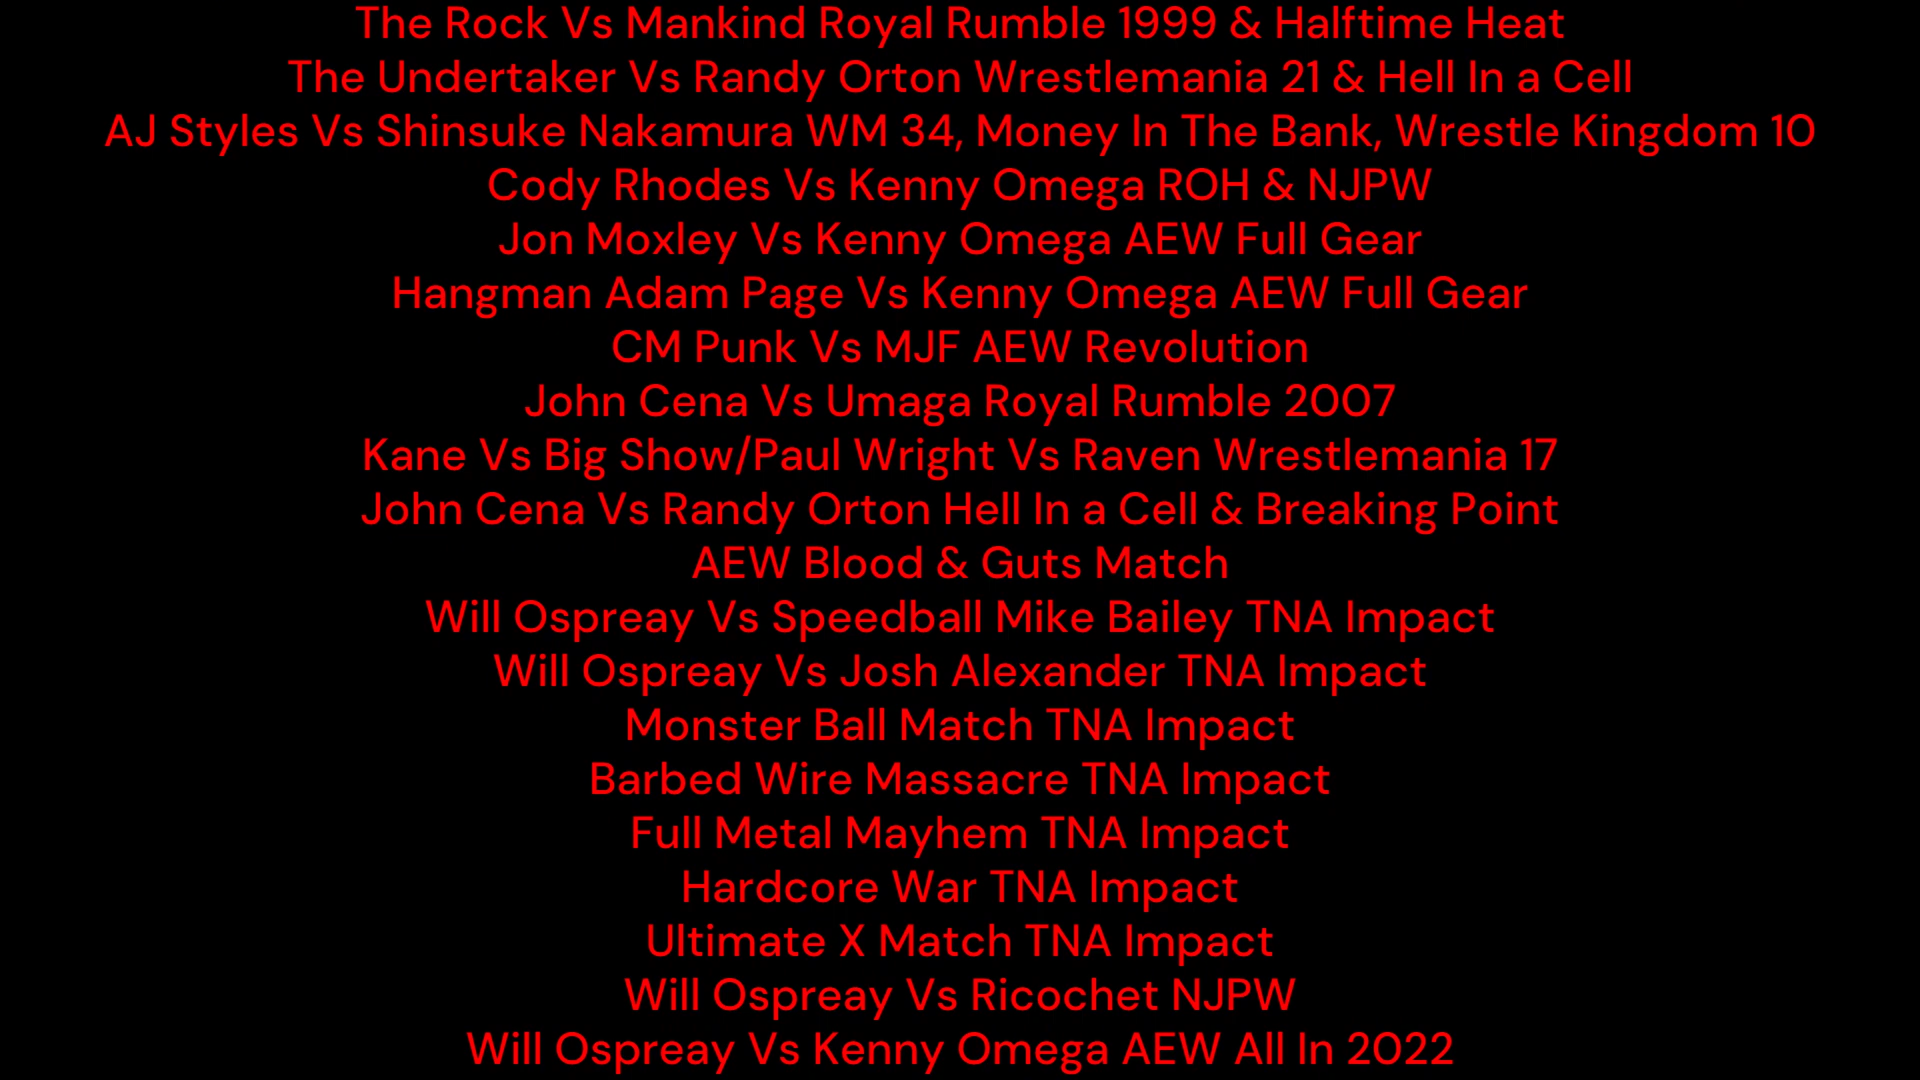 The Rock Vs Mankind Royal Rumble 1999 & Halftime Heat
The Undertaker Vs Randy Orton Wrestlemania 21 & Hell In a Cell
AJ Styles Vs Shinsuke Nakamura WM 34, Money In The Bank, Wrestle Kingdom 10
Cody Rhodes Vs Kenny Omega ROH & NJPW
Jon Moxley Vs Kenny Omega AEW Full Gear
Hangman Adam Page Vs Kenny Omega AEW Full Gear
CM Punk Vs MJF AEW Revolution
John Cena Vs Umaga Royal Rumble 2007
Kane Vs Big Show/Paul Wright Vs Raven Wrestlemania 17
John Cena Vs Randy Orton Hell In a Cell & Breaking Point
AEW Blood & Guts Match
Will Ospreay Vs Speedball Mike Bailey TNA Impact
Will Ospreay Vs Josh Alexander TNA Impact
Monster Ball Match TNA Impact
Barbed Wire Massacre TNA Impact
Full Metal Mayhem TNA Impact
Hardcore War TNA Impact
Ultimate X Match TNA Impact
Will Ospreay Vs Ricochet NJPW
Will Ospreay Vs Kenny Omega AEW All In 2022